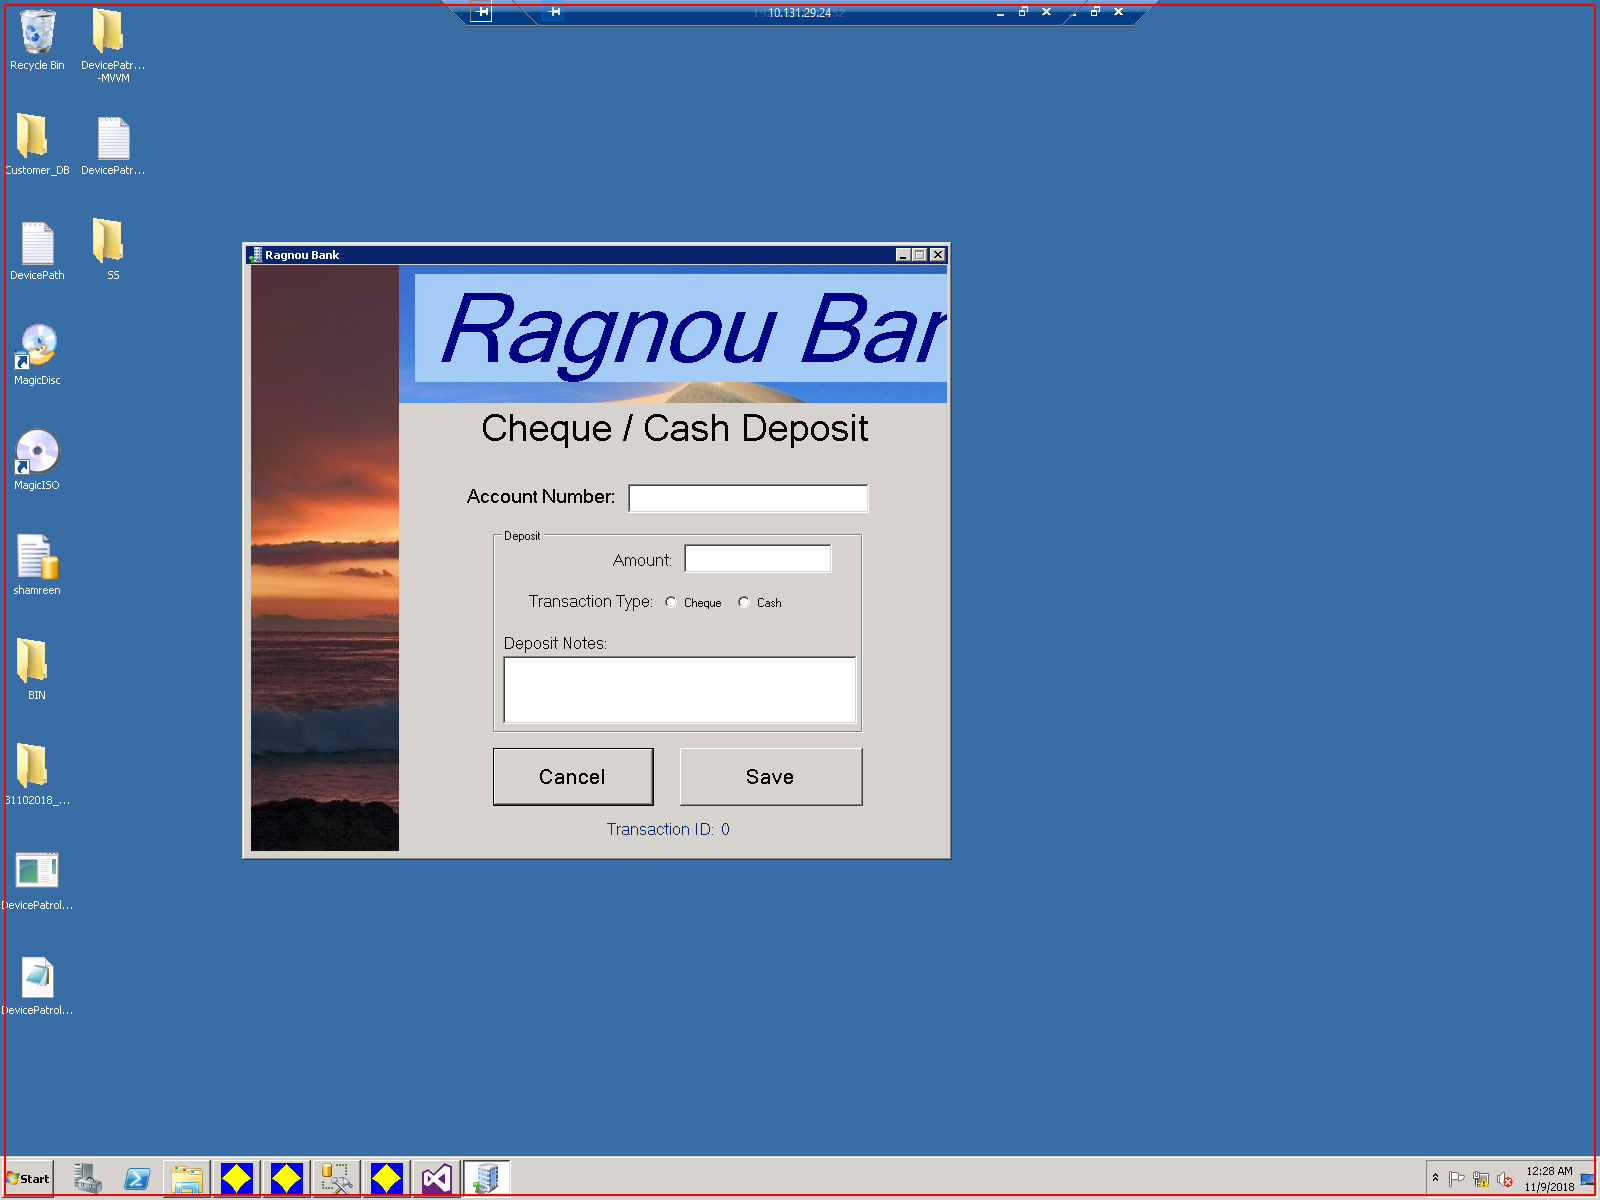 10.131.29.24
Recycle Bin
DevicePatr...
-MVVM
Customer_DB
DevicePatr...
DevicePath
SS
MagicDisc
MagicISO
shamreen
BIN
31102018_...
DevicePatrol...
DevicePatrol...
Ragnou Bank
Ragnou Ban
Cheque / Cash Deposit
Account Number:
Deposit
Amount:
Transaction Type:
Cheque
Cash
Deposit Notes:
Cancel
Save
Transaction ID: 0
Start
12:28 AM
11/9/2018